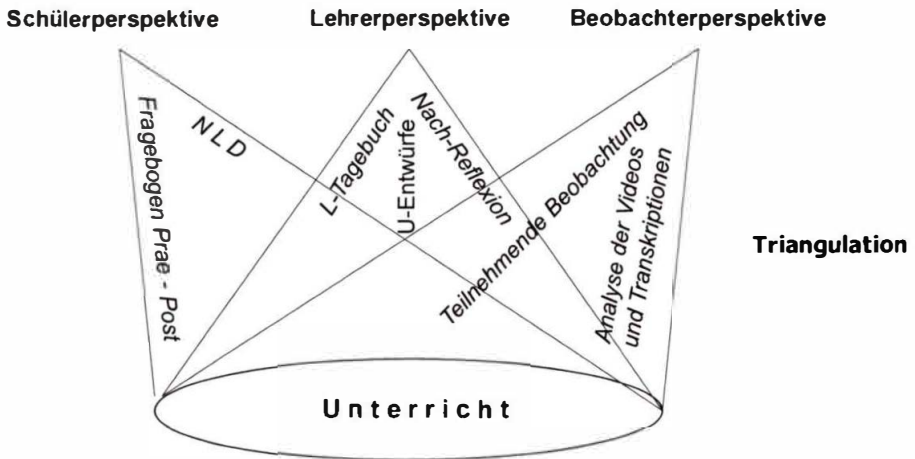 Schülerperspektive
Lehrerperspektive
Beobachterperspektive
Fragebogen Prae - Post
NLD
L-Tagebuch
U-Entwürfe
Nach-Reflexion
Teilnehmende Beobachtung
Analyse der Videos
und Transkriptionen
Triangulation
Unterricht